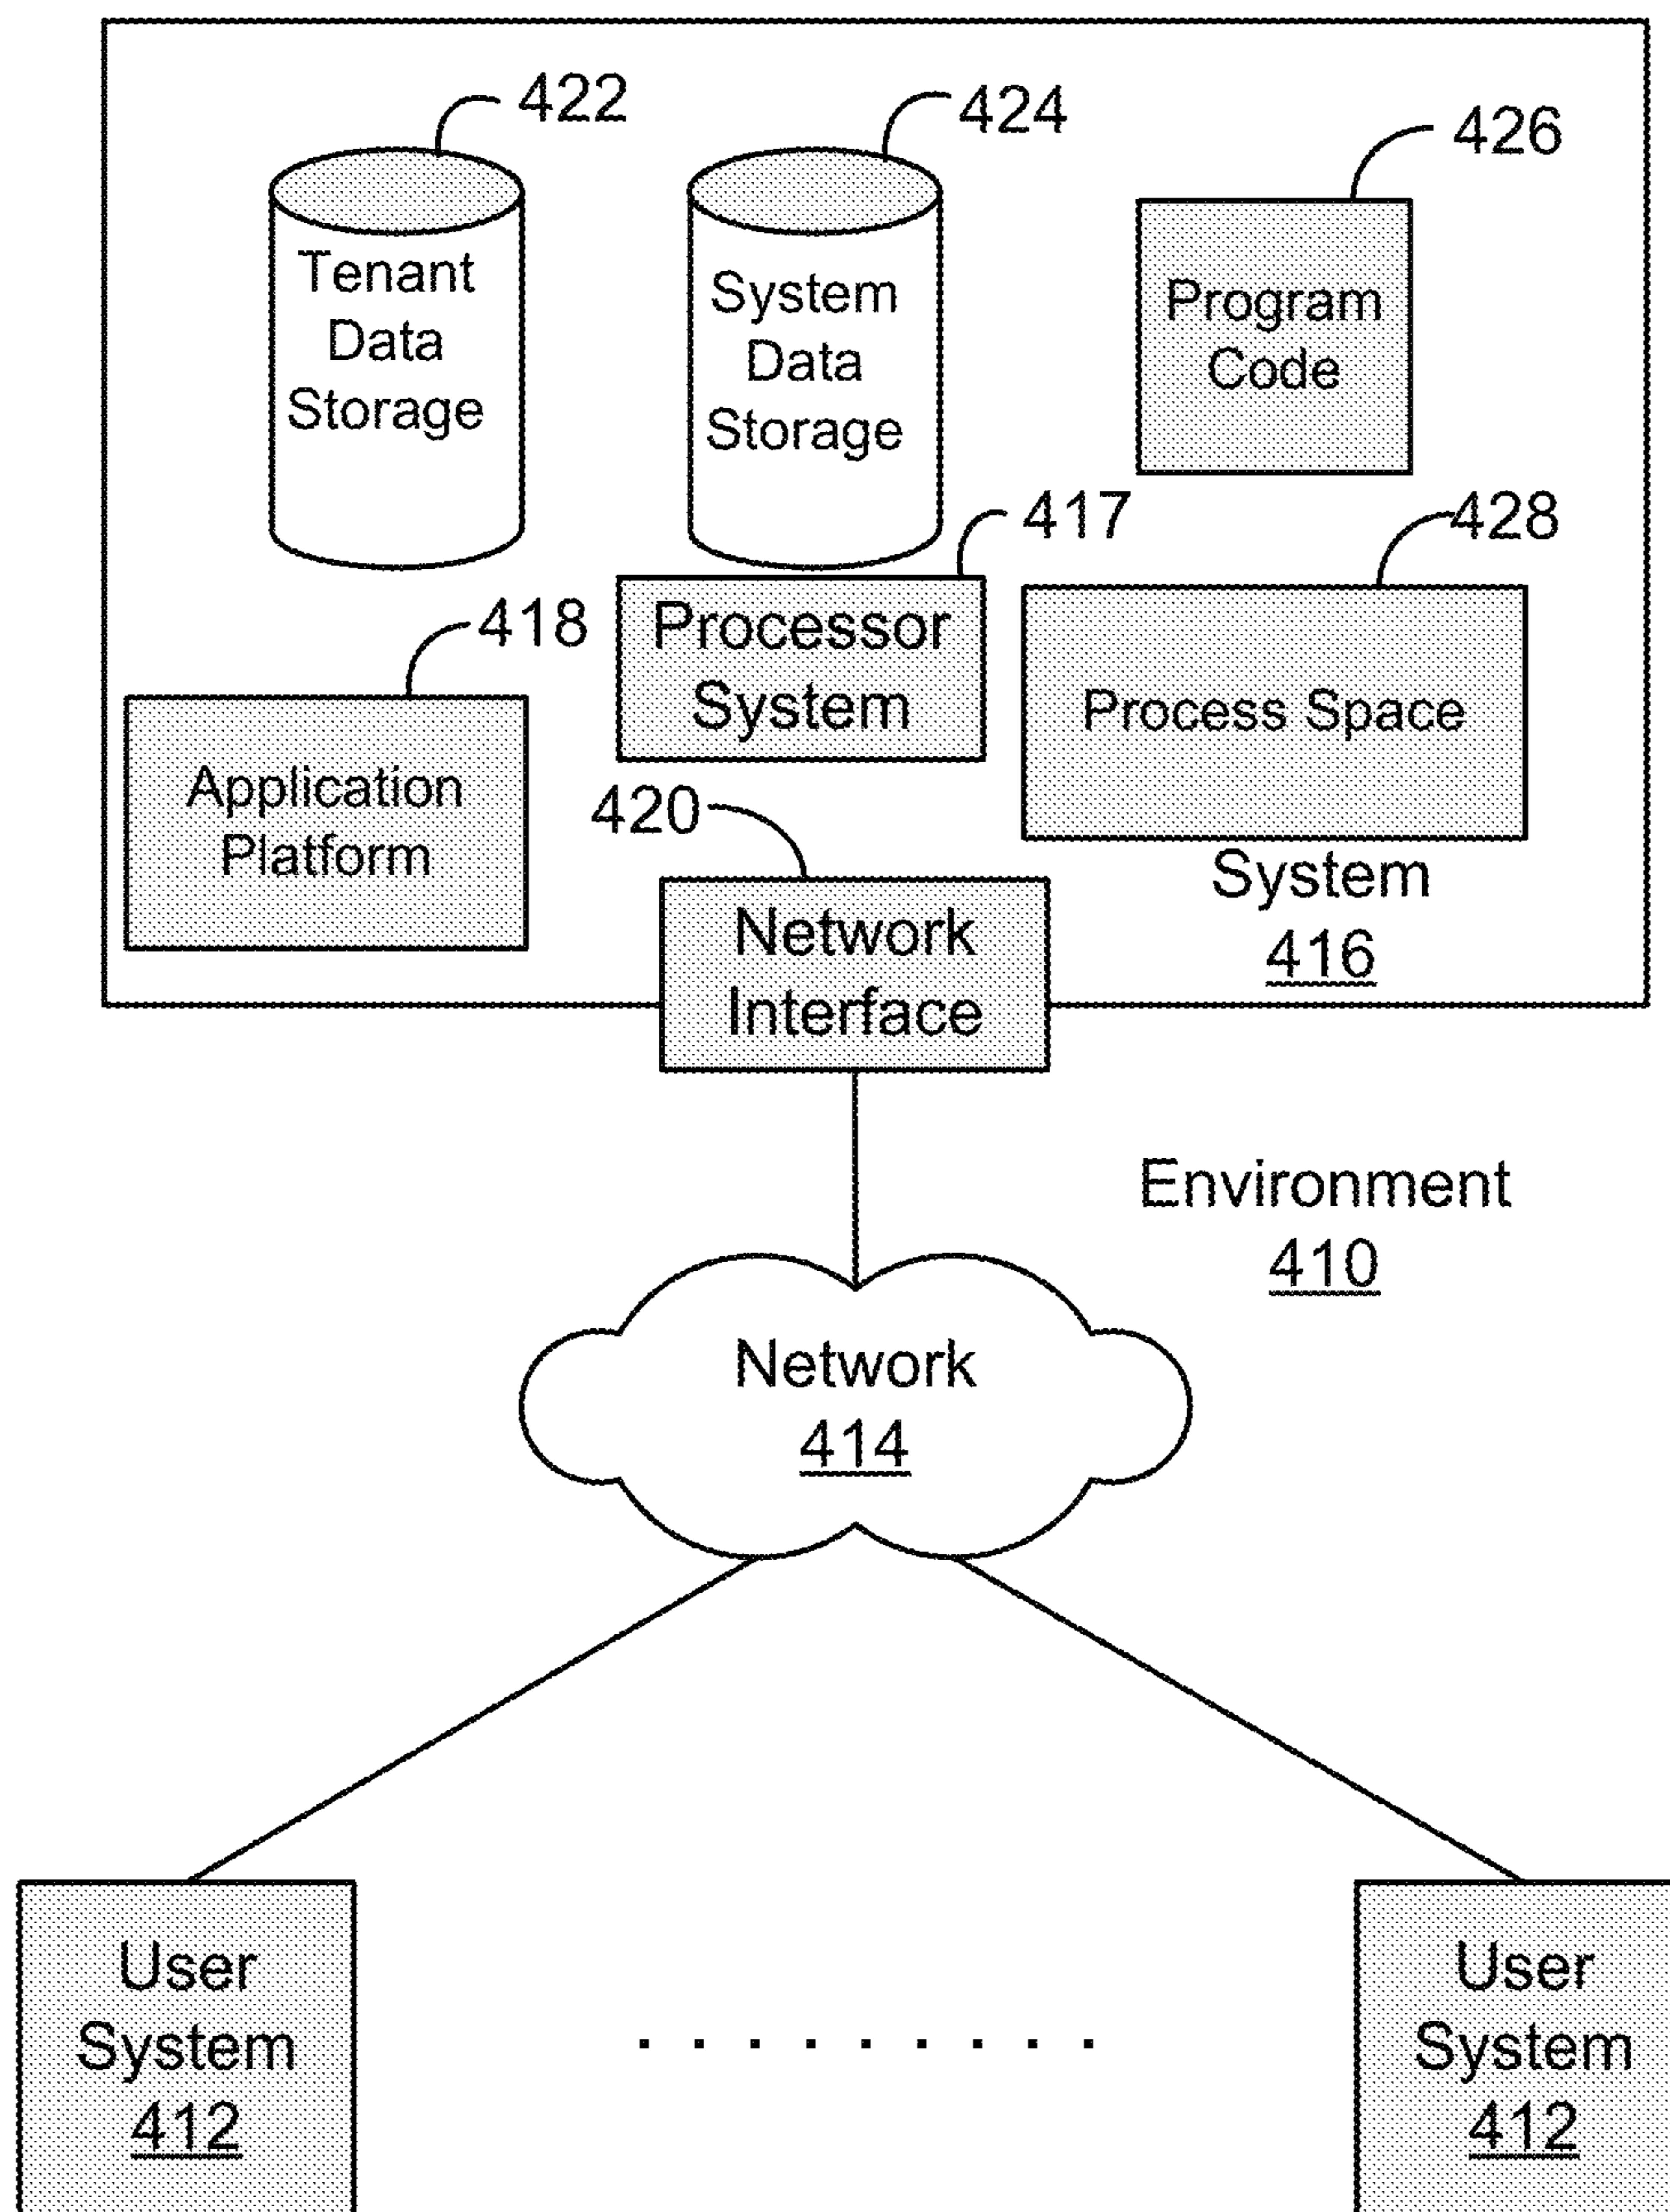 422
424
426
Tenant
Data
Storage
System
Data
Storage
Program
Code
417
428
418
Processor
System
Process Space
Application
Platform
420
System
416
Network
Interface
Environment
410
Network
414
User
System
412
. . . . . . . . .
User
System
412